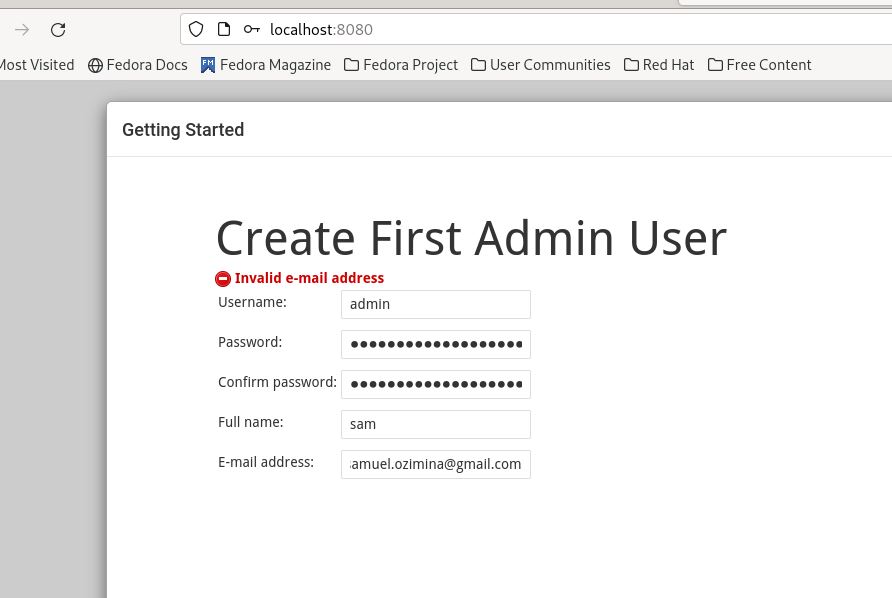 localhost:8080
Most Visited Fedora Docs FM Fedora Magazine Fedora Project User Communities Red Hat Free Content
Getting Started
Create First Admin User
Invalid e-mail address
Username: admin
Password: ●●●●●●●●●●●●●●●●●●●
Confirm password: ●●●●●●●●●●●●●●●●●●●
Full name: sam
E-mail address: amuel.ozimina@gmail.com